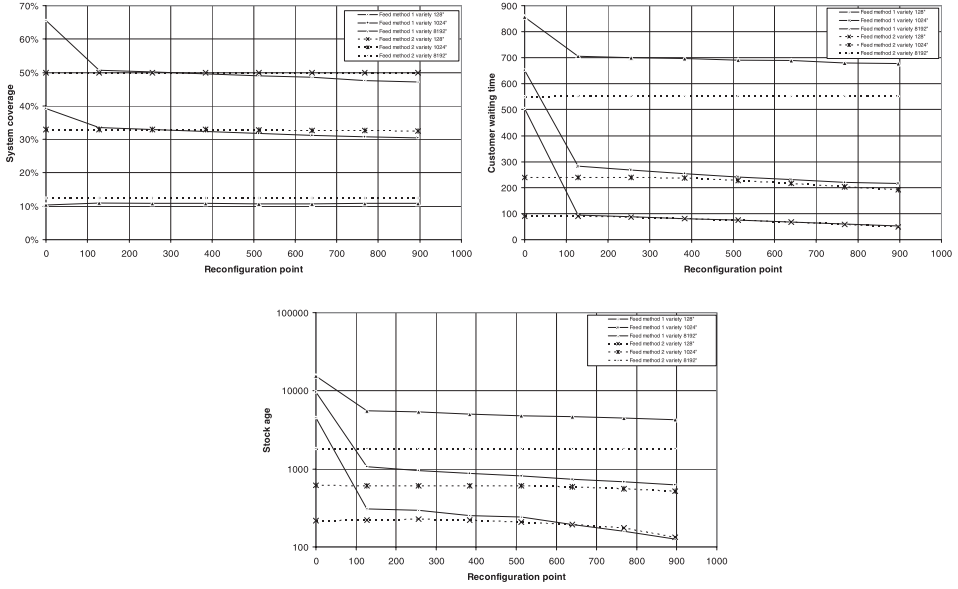 70%
60%
50%
40%
30%
20%
10%
0%
System coverage
0 100 200 300 400 500 600 700 800 900 1000
Reconfiguration point
Feed method 1 variety 128"
Feed method 1 variety 1024"
Feed method 1 variety 8192"
Feed method 2 variety 128"
Feed method 2 variety 1024"
Feed method 2 variety 8192"
900
800
700
600
500
400
300
200
100
0
Customer waiting time
0 100 200 300 400 500 600 700 800 900 1000
Reconfiguration point
Feed method 1 variety 128"
Feed method 1 variety 1024"
Feed method 1 variety 8192"
Feed method 2 variety 128"
Feed method 2 variety 1024"
Feed method 2 variety 8192"
100000
10000
1000
100
Stock age
0 100 200 300 400 500 600 700 800 900 1000
Reconfiguration point
Feed method 1 variety 128"
Feed method 1 variety 1024"
Feed method 1 variety 8192"
Feed method 2 variety 128"
Feed method 2 variety 1024"
Feed method 2 variety 8192"